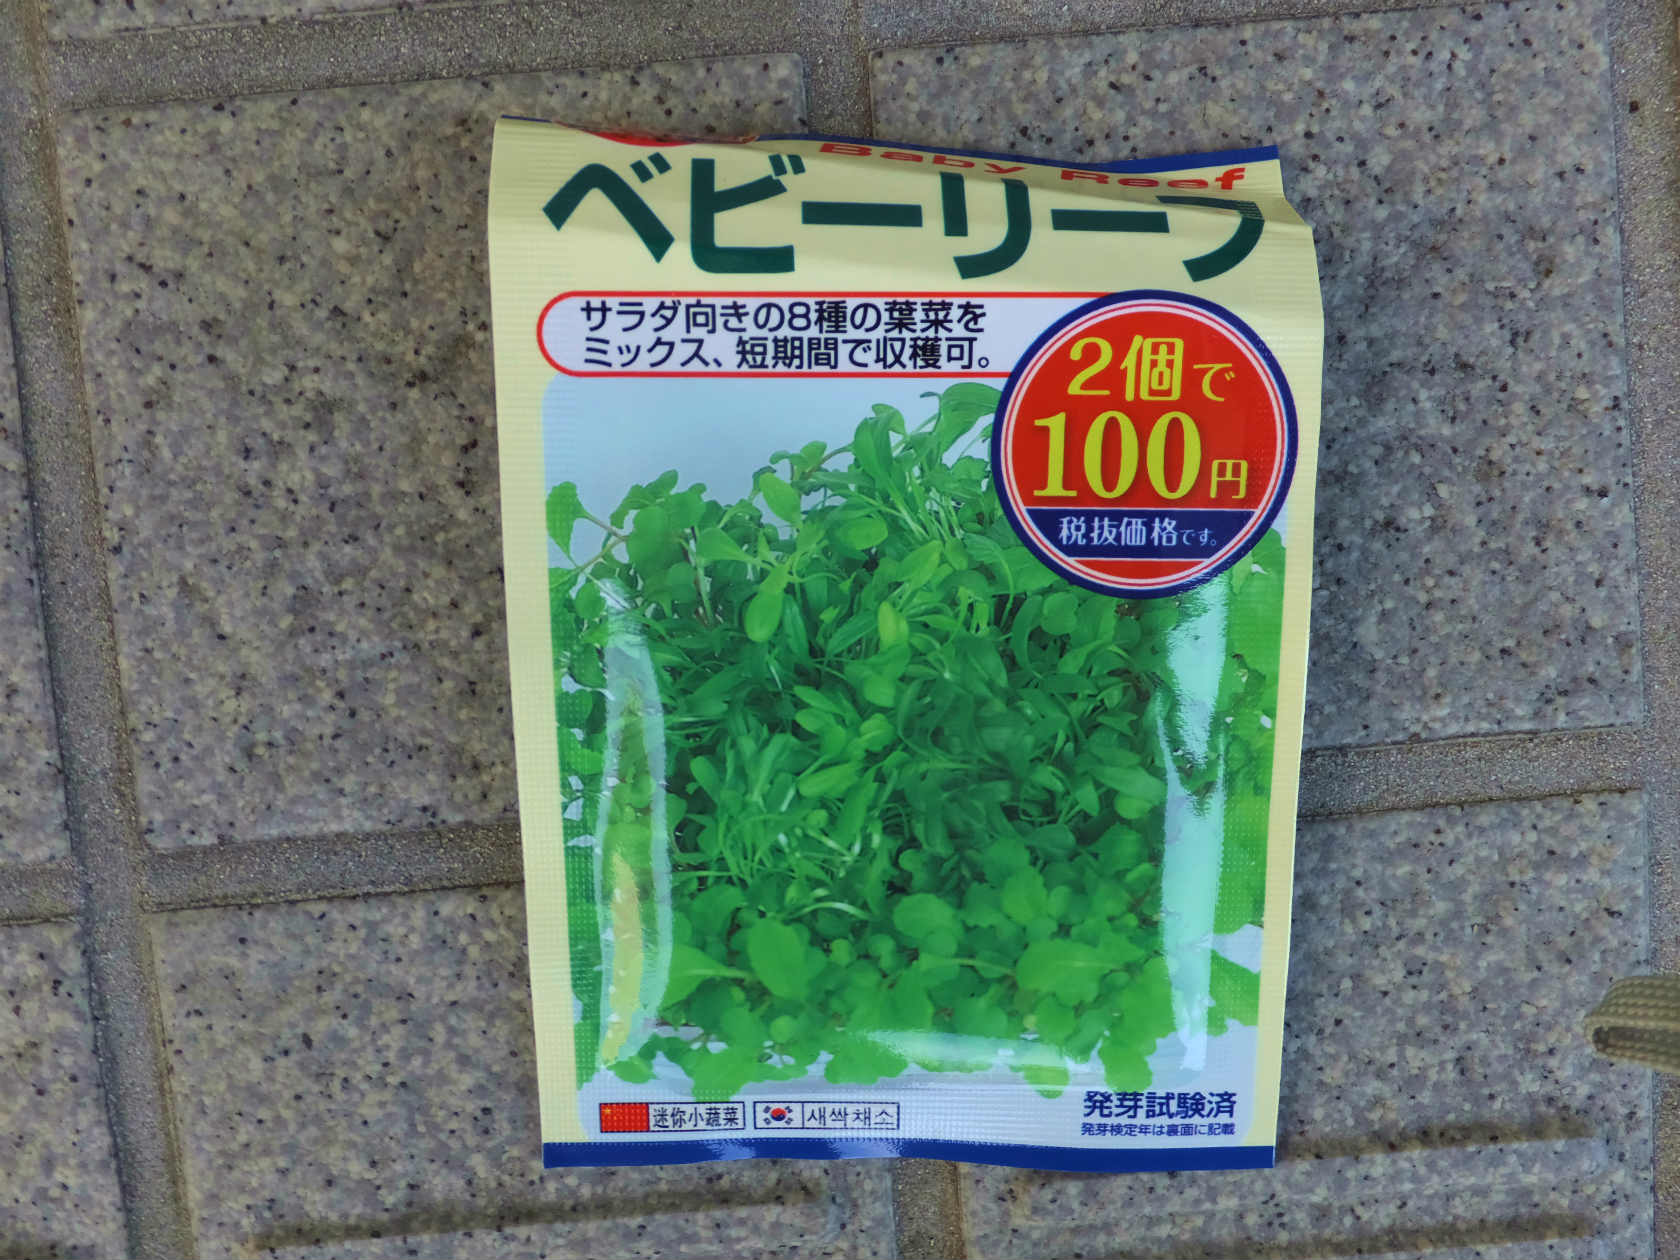 Baby Reef
ベビーリーフ
サラダ向きの8種の葉菜を
ミックス、短期間で収穫可。
2個で
100円
税抜価格です。
迷你小蔬菜
새싹채소
発芽試験済
発芽検定年は裏面に記載